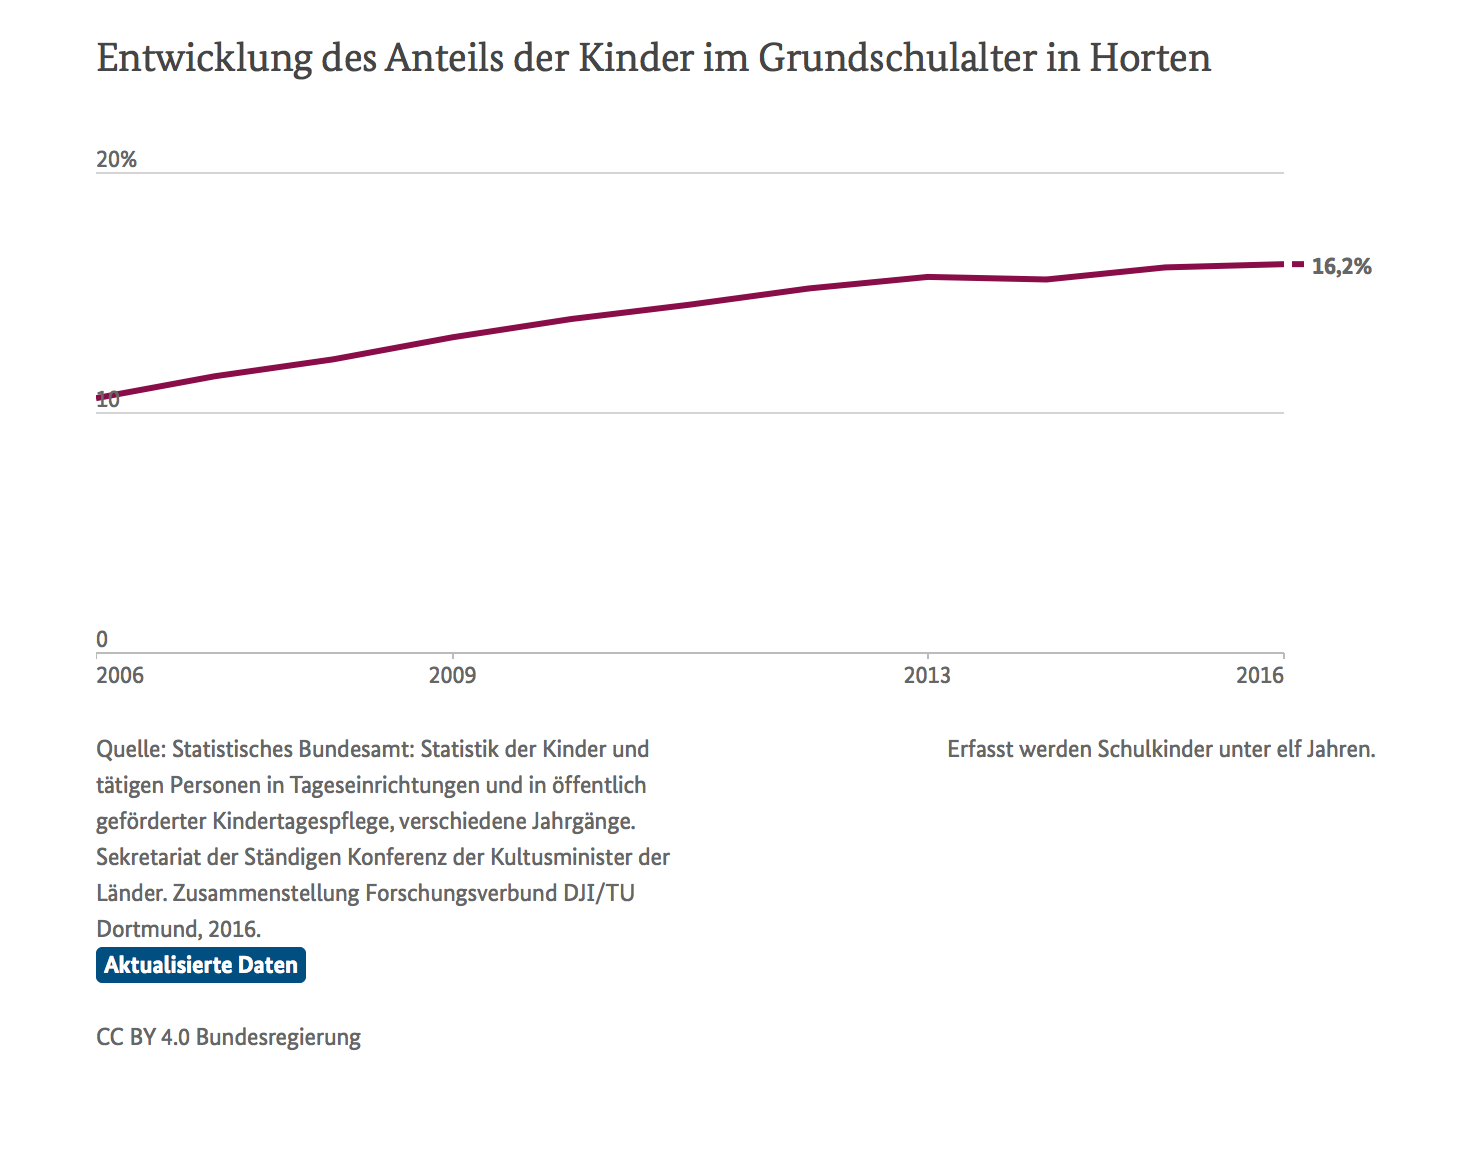 Entwicklung des Anteils der Kinder im Grundschulalter in Horten
20%
16,2%
10
0
2006 2009 2013 2016
Quelle: Statistisches Bundesamt: Statistik der Kinder und
tätigen Personen in Tageseinrichtungen und in öffentlich
geförderter Kindertagespflege, verschiedene Jahrgänge.
Sekretariat der Ständigen Konferenz der Kultusminister der
Länder. Zusammenstellung Forschungsverbund DJI/TU
Dortmund, 2016.
Aktualisierte Daten
Erfasst werden Schulkinder unter elf Jahren.
CC BY 4.0 Bundesregierung